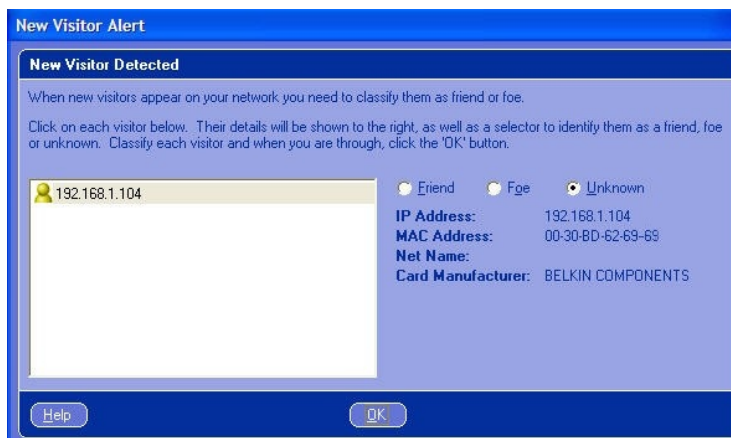 New Visitor Alert
New Visitor Detected
When new visitors appear on your network you need to classify them as friend or foe.
Click on each visitor below. Their details will be shown to the right, as well as a selector to identify them as a friend, foe
or unknown. Classify each visitor and when you are through, click the 'OK' button.
192.168.1.104
Friend Foe Unknown
IP Address: 192.168.1.104
MAC Address: 00-30-BD-62-69-69
Net Name:
Card Manufacturer: BELKIN COMPONENTS
Help OK